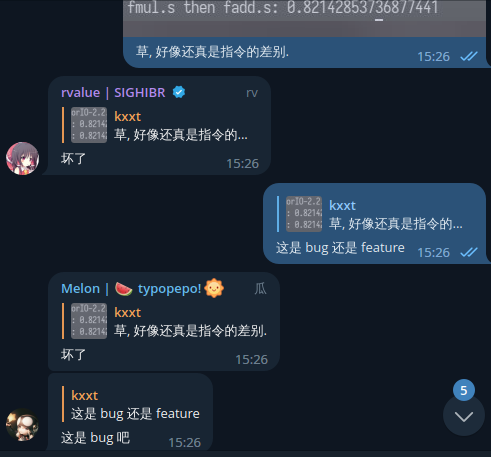 fmul.s then fadd.s: 0.82142853736877441
草, 好像还真是指令的差别.
15:26
rvalue | SIGHIBR
rv
orIO-2.2
: 0.8214
: 0.8214
kxxt
草, 好像还真是指令的...
坏了
15:26
orIO-2.2
: 0.8214
: 0.8214
kxxt
草, 好像还真是指令的...
这是 bug 还是 feature
15:26
Melon | 🍉 typopepo!
瓜
orIO-2.2
: 0.8214
: 0.8214
kxxt
草, 好像还真是指令的差别.
坏了
15:26
kxxt
这是 bug 还是 feature
这是 bug 吧
15:26
5